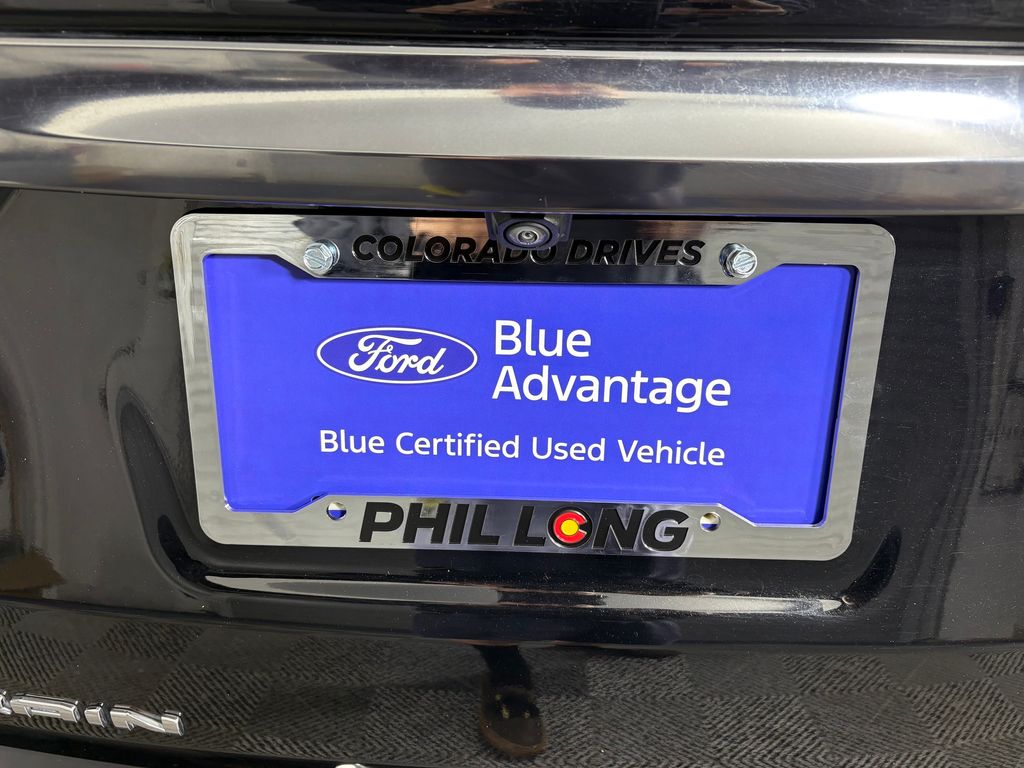 COLORADO DRIVES
Ford
Blue
Advantage
Blue Certified Used Vehicle
PHIL LONG